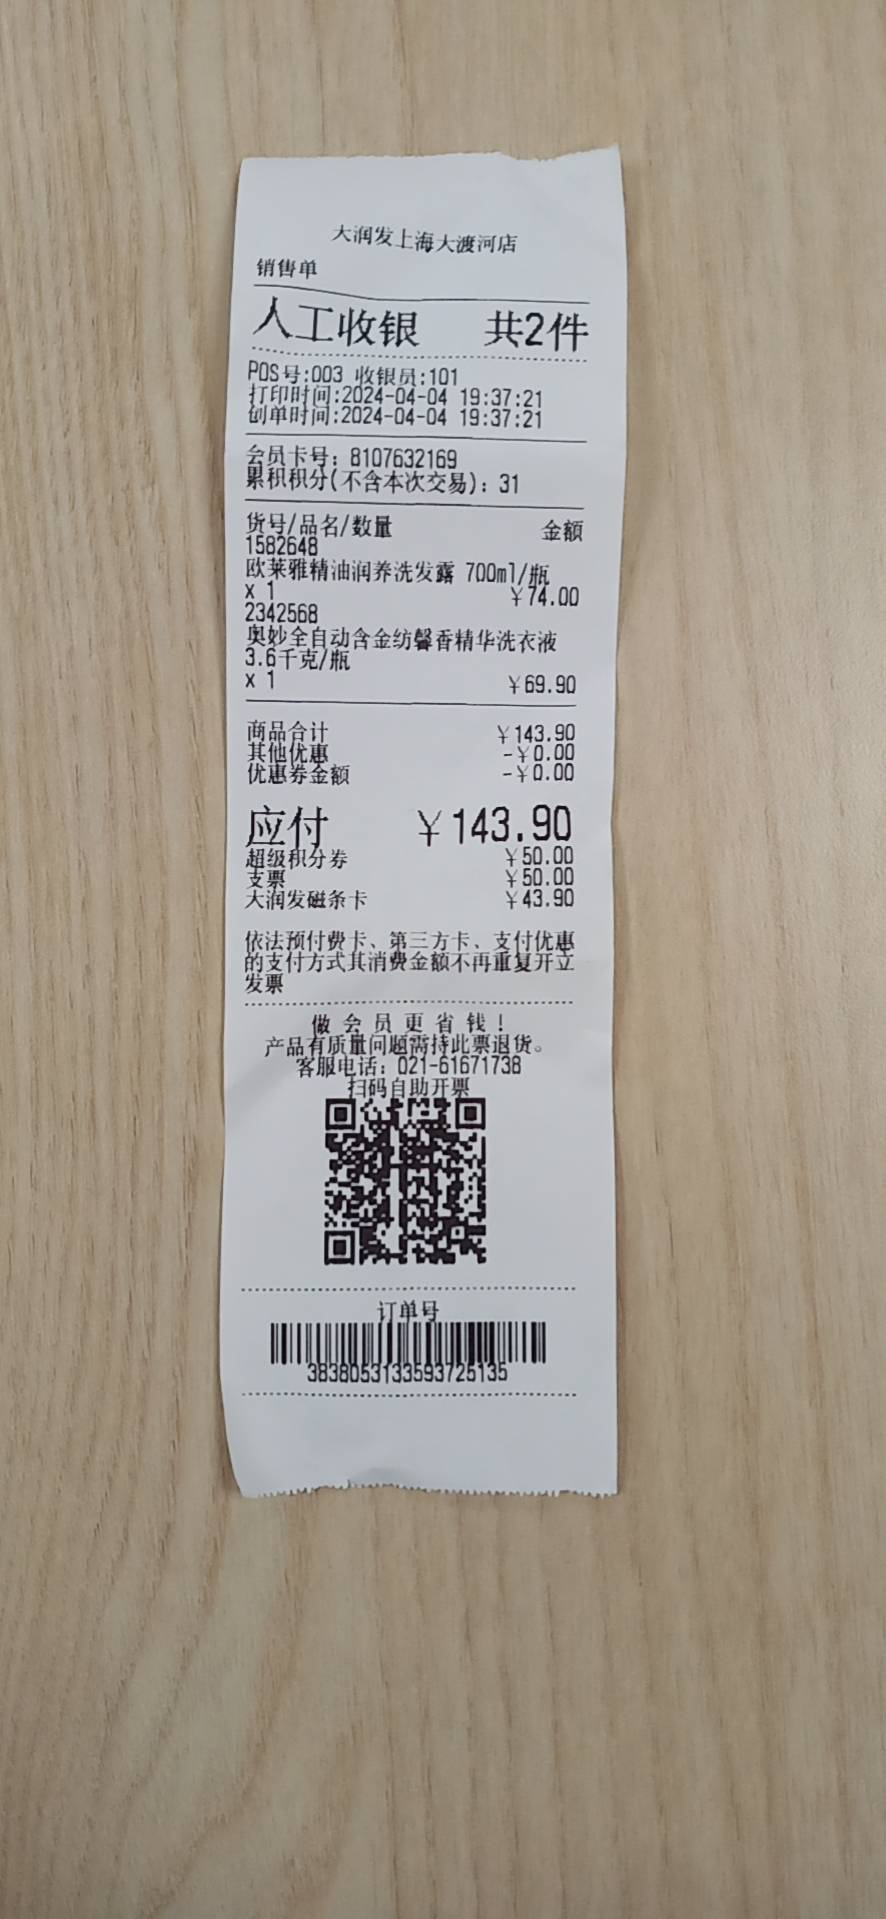 大润发上海大渡河店
销售单
人工收银 共2件
POS号:003 收银员:101
打印时间:2024-04-04 19:37:21
创单时间:2024-04-04 19:37:21
会员卡号: 8107632169
累积积分(不含本次交易): 31
货号/品名/数量 金额
1582648
欧莱雅精油润养洗发露 700ml/瓶
x 1 ￥74.00
2342568
奥妙全自动含金纺馨香精华洗衣液
3.6千克/瓶
x 1 ￥69.90
商品合计 ￥143.90
其他优惠 -￥0.00
优惠券金额 -￥0.00
应付 ￥143.90
超级积分券 ￥50.00
支票 ￥50.00
大润发磁条卡 ￥43.90
依法预付费卡、第三方卡、支付优惠
的支付方式其消费金额不再重复开立
发票
做会员更省钱!
产品有质量问题需持此票退货。
客服电话: 021-61671738
扫码自助开票
订单号
3838053133593725135